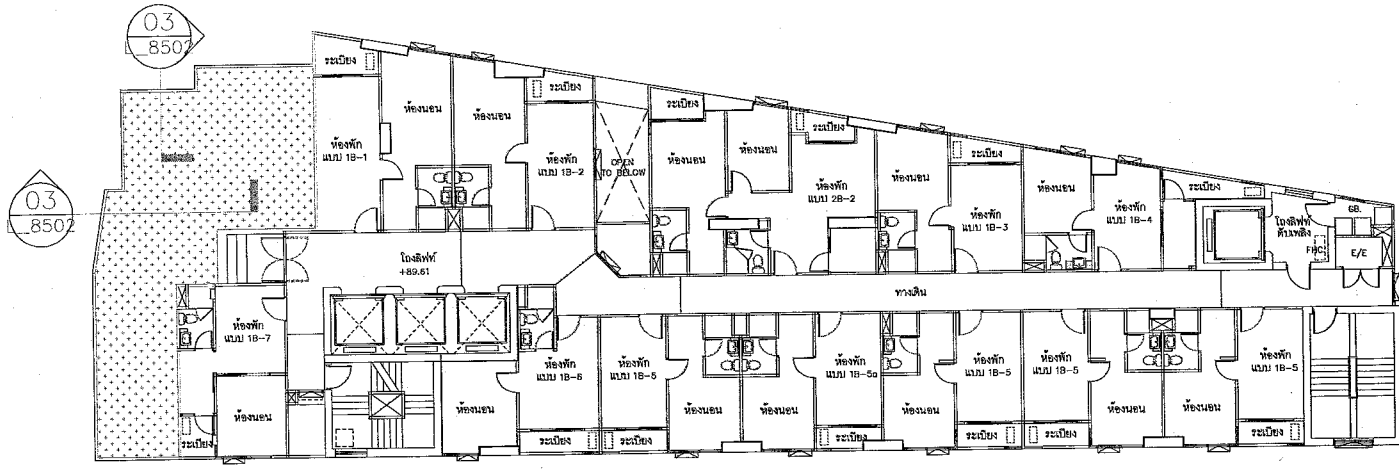 03
L_8502
03
L_8502
ระเบียง
ห้องนอน
ห้องนอน
ระเบียง
ห้องพัก
แบบ 1B-1
ห้องพัก
แบบ 1B-2
OPEN
TO BELOW
ระเบียง
ห้องนอน
ห้องนอน
ระเบียง
ห้องพัก
แบบ 2B-2
ห้องนอน
ระเบียง
ห้องพัก
แบบ 1B-3
ห้องนอน
ห้องพัก
แบบ 1B-4
ระเบียง
โถงลิฟท์
ดับเพลิง
FHC.
GB.
E/E
โถงลิฟท์
+89.61
ทางเดิน
ห้องพัก
แบบ 1B-7
ห้องนอน
ระเบียง
ห้องนอน
ห้องพัก
แบบ 1B-6
ระเบียง
ห้องพัก
แบบ 1B-5
ระเบียง
ห้องนอน
ห้องนอน
ห้องพัก
แบบ 1B-5a
ระเบียง
ห้องนอน
ห้องพัก
แบบ 1B-5
ระเบียง
ห้องพัก
แบบ 1B-5
ระเบียง
ห้องนอน
ห้องนอน
ห้องพัก
แบบ 1B-5
ระเบียง